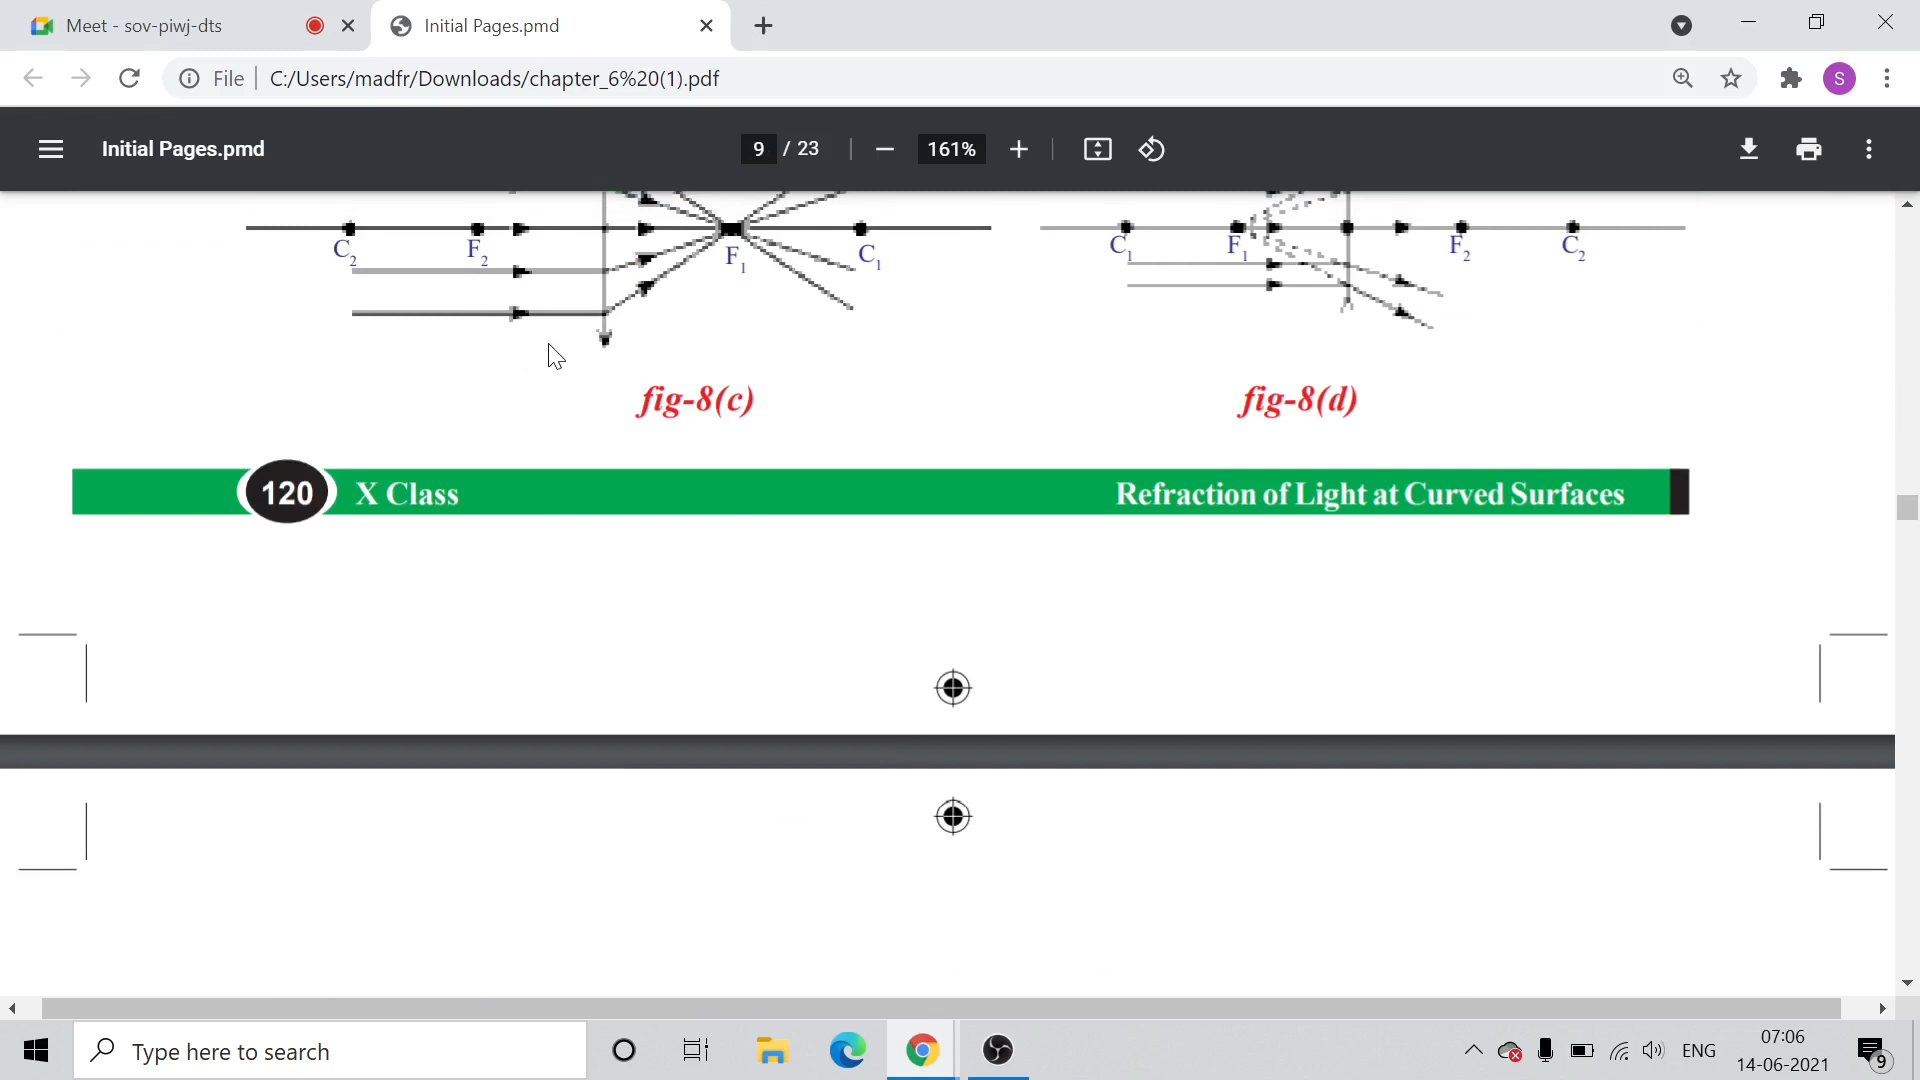 Meet - sov-piwj-dts
Initial Pages.pmd
File
C:/Users/madfr/Downloads/chapter_6%20(1).pdf
S
Initial Pages.pmd
9 / 23
161%
C2 F2 F1 C1
C1 F1 F2 C2
fig-8(c)
fig-8(d)
120 X Class
Refraction of Light at Curved Surfaces
Type here to search
ENG
07:06
14-06-2021
9